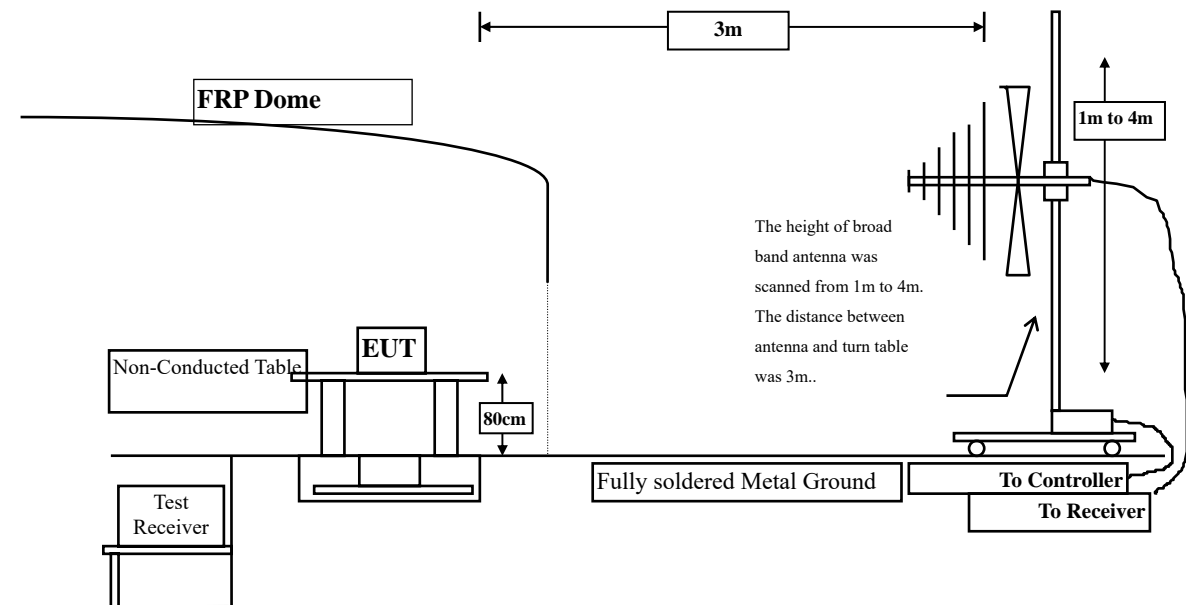 3m
FRP Dome
1m to 4m
The height of broad
band antenna was
scanned from 1m to 4m.
The distance between
antenna and turn table
was 3m..
EUT
Non-Conducted Table
80cm
Fully soldered Metal Ground
To Controller
To Receiver
Test
Receiver